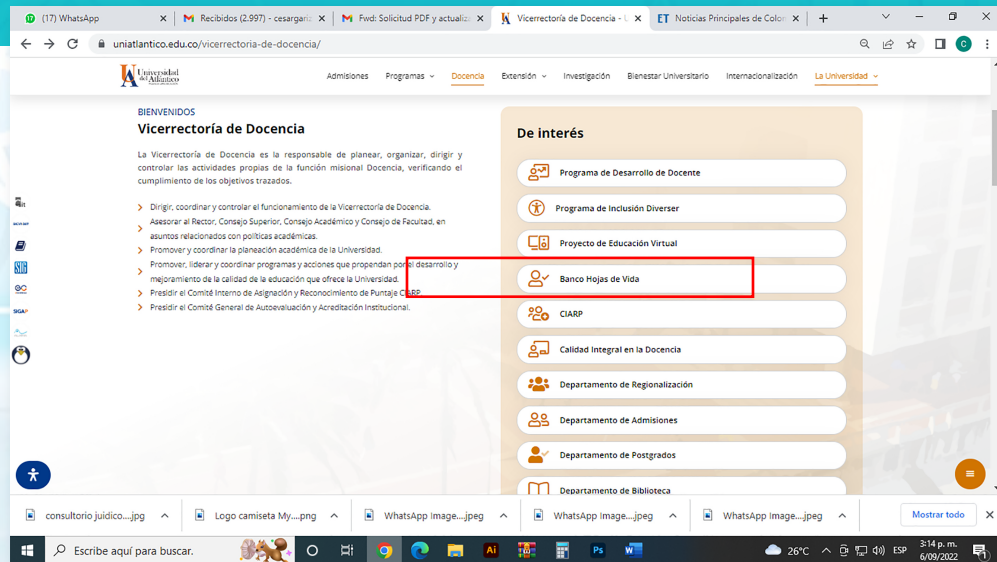 (17) WhatsApp
Recibidos (2.997) - cesargari
Fwd: Solicitud PDF y actualiza
Vicerrectoría de Docencia - U
ET Noticias Principales de Colom
uniatlantico.edu.co/vicerrectoria-de-docencia/
C
Universidad
del Atlántico
Admisiones
Programas
Docencia
Extensión
Investigación
Bienestar Universitario
Internacionalización
La Universidad
BIENVENIDOS
Vicerrectoría de Docencia
La Vicerrectoría de Docencia es la responsable de planear, organizar, dirigir y
controlar las actividades propias de la función misional Docencia, verificando el
cumplimiento de los objetivos trazados.
Dirigir, coordinar y controlar el funcionamiento de la Vicerrectoría de Docencia.
Asesorar al Rector, Consejo Superior, Consejo Académico y Consejo de Facultad, en
asuntos relacionados con políticas académicas.
Promover y coordinar la planeación académica de la Universidad.
Promover, liderar y coordinar programas y acciones que propendan por el desarrollo y
mejoramiento de la calidad de la educación que ofrece la Universidad.
Presidir el Comité Interno de Asignación y Reconocimiento de Puntaje CIARP.
Presidir el Comité General de Autoevaluación y Acreditación Institucional.
De interés
Programa de Desarrollo de Docente
Programa de Inclusión Diverser
Proyecto de Educación Virtual
Banco Hojas de Vida
CIARP
Calidad Integral en la Docencia
Departamento de Regionalización
Departamento de Admisiones
Departamento de Postgrados
Departamento de Biblioteca
SIG
SIGAP
consultorio juidico....jpg
Logo camiseta My....png
WhatsApp Image....jpeg
WhatsApp Image....jpeg
WhatsApp Image....jpeg
Mostrar todo
Escribe aquí para buscar.
Ai
Ps
W
26°C
ESP
3:14 p. m.
6/09/2022
1